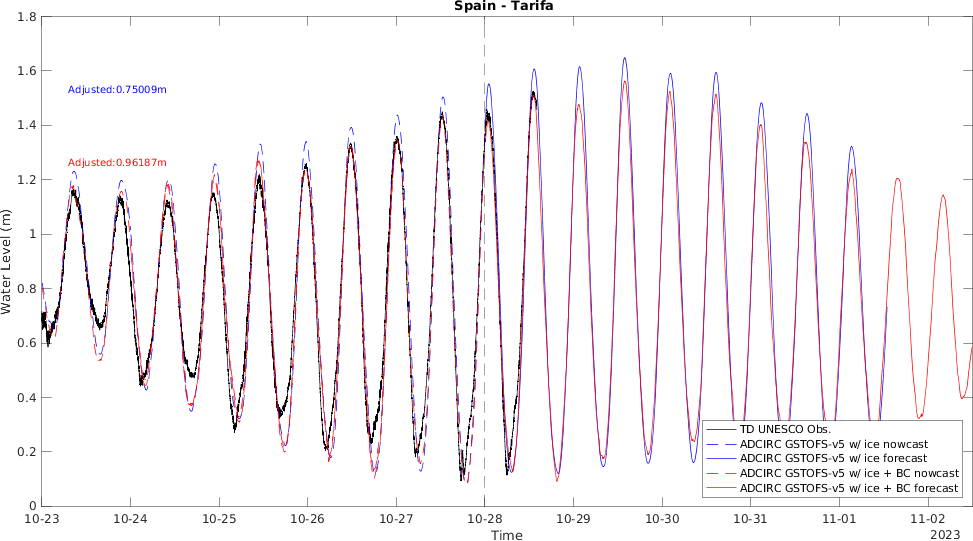 Spain - Tarifa
1.8
1.6
1.4
1.2
1
0.8
0.6
0.4
0.2
0
Water Level (m)
Adjusted:0.75009m
Adjusted:0.96187m
TD UNESCO Obs.
ADCIRC GSTOFS-v5 w/ ice nowcast
ADCIRC GSTOFS-v5 w/ ice forecast
ADCIRC GSTOFS-v5 w/ ice + BC nowcast
ADCIRC GSTOFS-v5 w/ ice + BC forecast
10-23 10-24 10-25 10-26 10-27 10-28 10-29 10-30 10-31 11-01 11-02
2023
Time